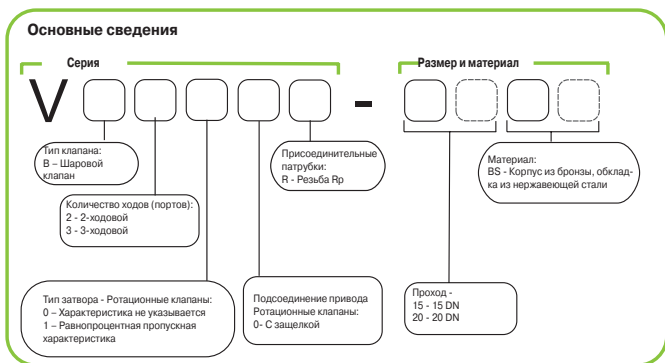 Основные сведения
Серия
Размер и материал
V
-
Тип клапана:
В – Шаровой
клапан
Количество ходов (портов):
2 - 2-ходовой
3 - 3-ходовой
Тип затвора - Ротационные клапаны:
0 – Характеристика не указывается
1 – Равнопроцентная пропускная
характеристика
Подсоединение привода
Ротационные клапаны:
0- С защелкой
Присоединительные
патрубки:
R - Резьба Rp
Проход -
15 - 15 DN
20 - 20 DN
Материал:
BS - Корпус из бронзы, обклад-
ка из нержавеющей стали